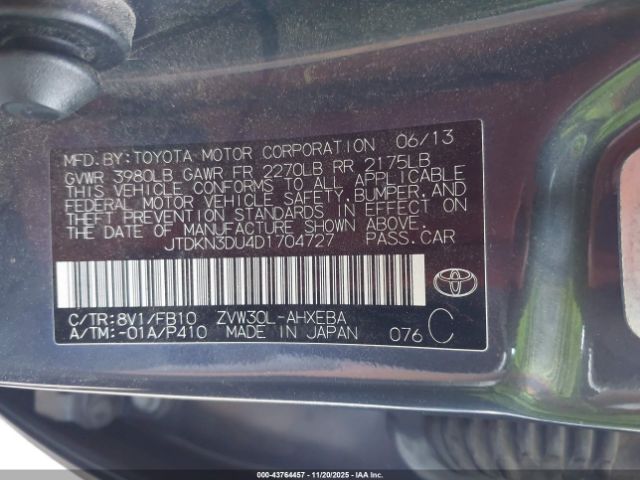 MFD.BY:TOYOTA MOTOR CORPORATION 06/13
GVWR 3980LB GAWR FR 2270LB RR 2175LB
THIS VEHICLE CONFORMS TO ALL APPLICABLE
FEDERAL MOTOR VEHICLE SAFETY,BUMPER,AND
THEFT PREVENTION STANDARDS IN EFFECT ON
THE DATE OF MANUFACTURE SHOWN ABOVE.
JTDKN3DU4D1704727 PASS.CAR
C/TR:8V1/FB10 ZVW30L-AHXEBA
A/TM:-01A/P410 MADE IN JAPAN 076 C
TOYOTA
000-43764457 - 11/20/2025 - IAAI.COM